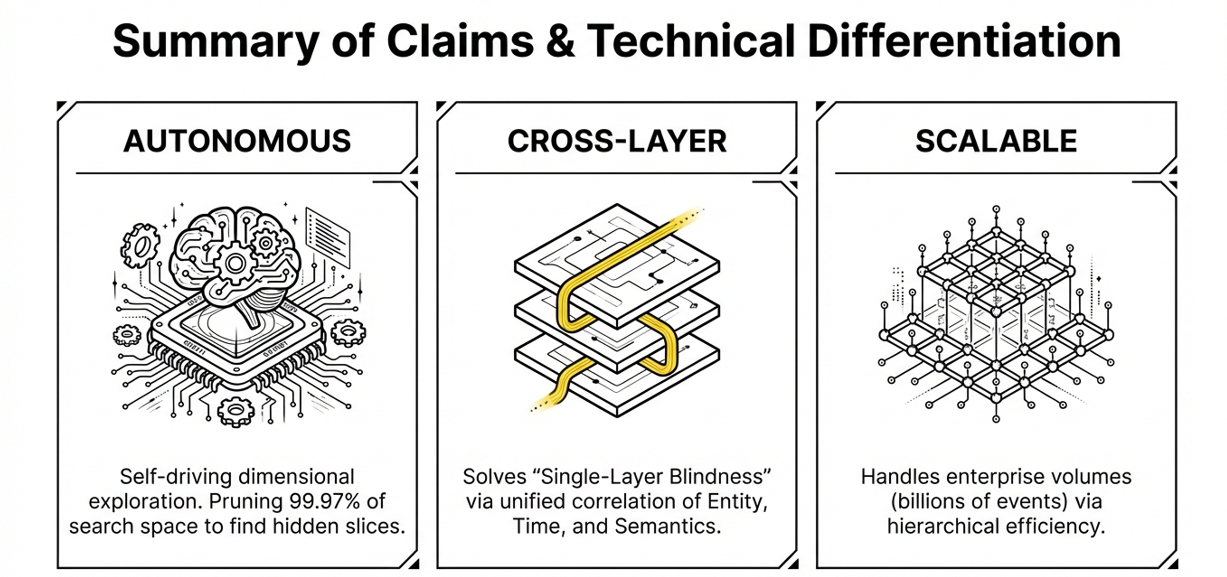 Summary of Claims & Technical Differentiation
AUTONOMOUS
Self-driving dimensional
exploration. Pruning 99.97% of
search space to find hidden slices.
CROSS-LAYER
Solves “Single-Layer Blindness”
via unified correlation of Entity,
Time, and Semantics.
SCALABLE
Handles enterprise volumes
(billions of events) via
hierarchical efficiency.